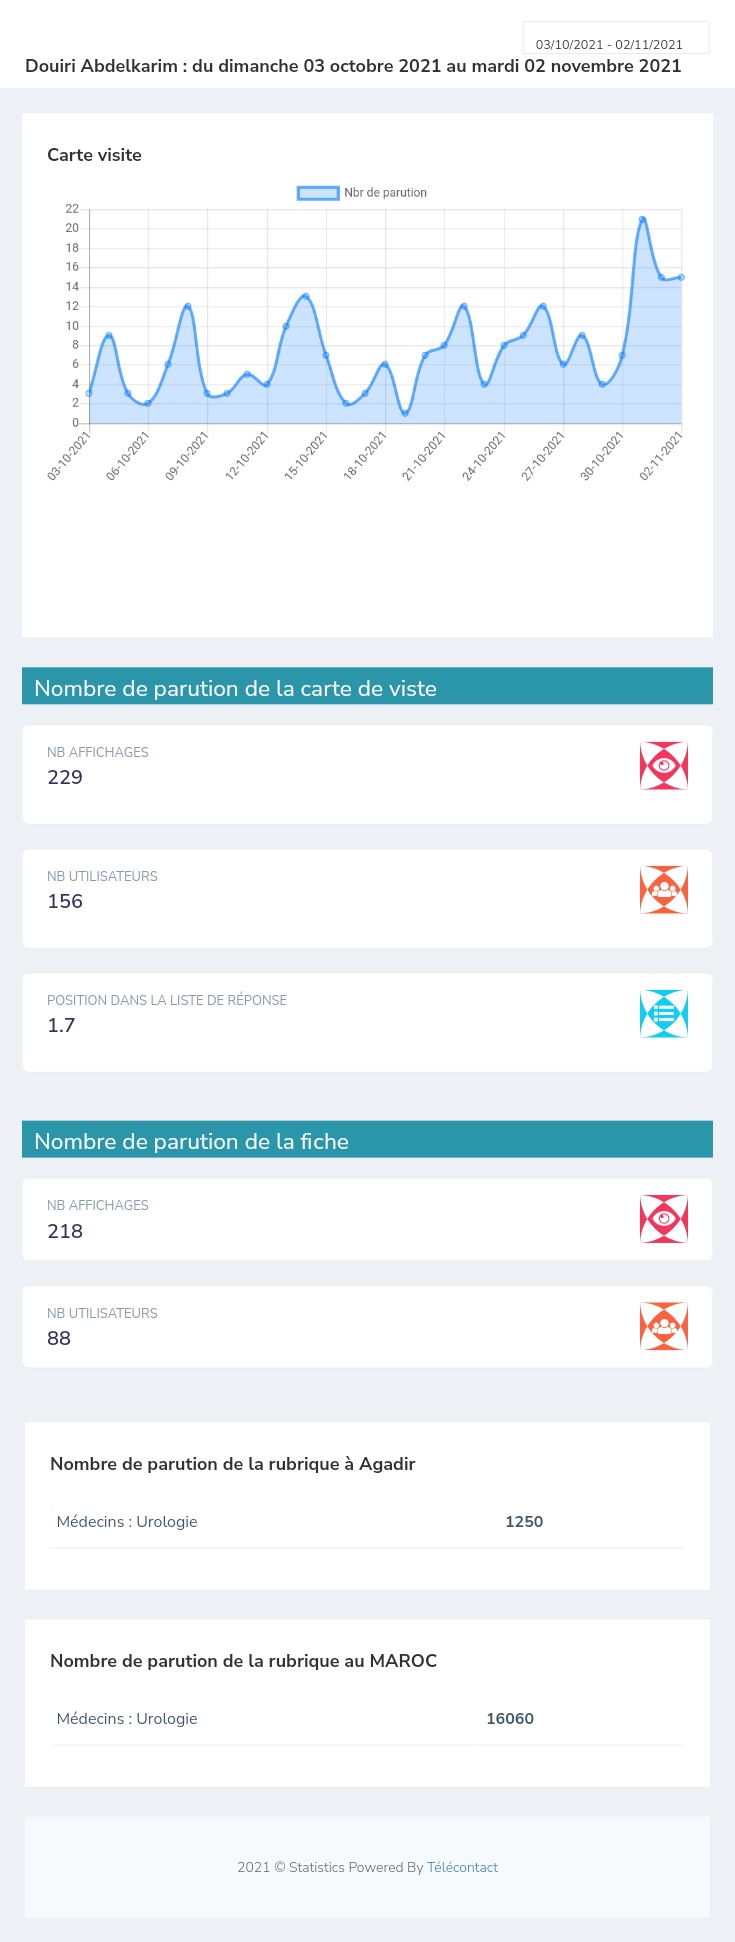 03/10/2021 - 02/11/2021
Douiri Abdelkarim : du dimanche 03 octobre 2021 au mardi 02 novembre 2021
Carte visite
Nbr de parution
22
20
18
16
14
12
10
8
6
4
2
0
03-10-2021 06-10-2021 09-10-2021 12-10-2021 15-10-2021 18-10-2021 21-10-2021 24-10-2021 27-10-2021 30-10-2021 02-11-2021
Nombre de parution de la carte de viste
NB AFFICHAGES
229
NB UTILISATEURS
156
POSITION DANS LA LISTE DE RÉPONSE
1.7
Nombre de parution de la fiche
NB AFFICHAGES
218
NB UTILISATEURS
88
Nombre de parution de la rubrique à Agadir
Médecins : Urologie 1250
Nombre de parution de la rubrique au MAROC
Médecins : Urologie 16060
2021 © Statistics Powered By Télécontact